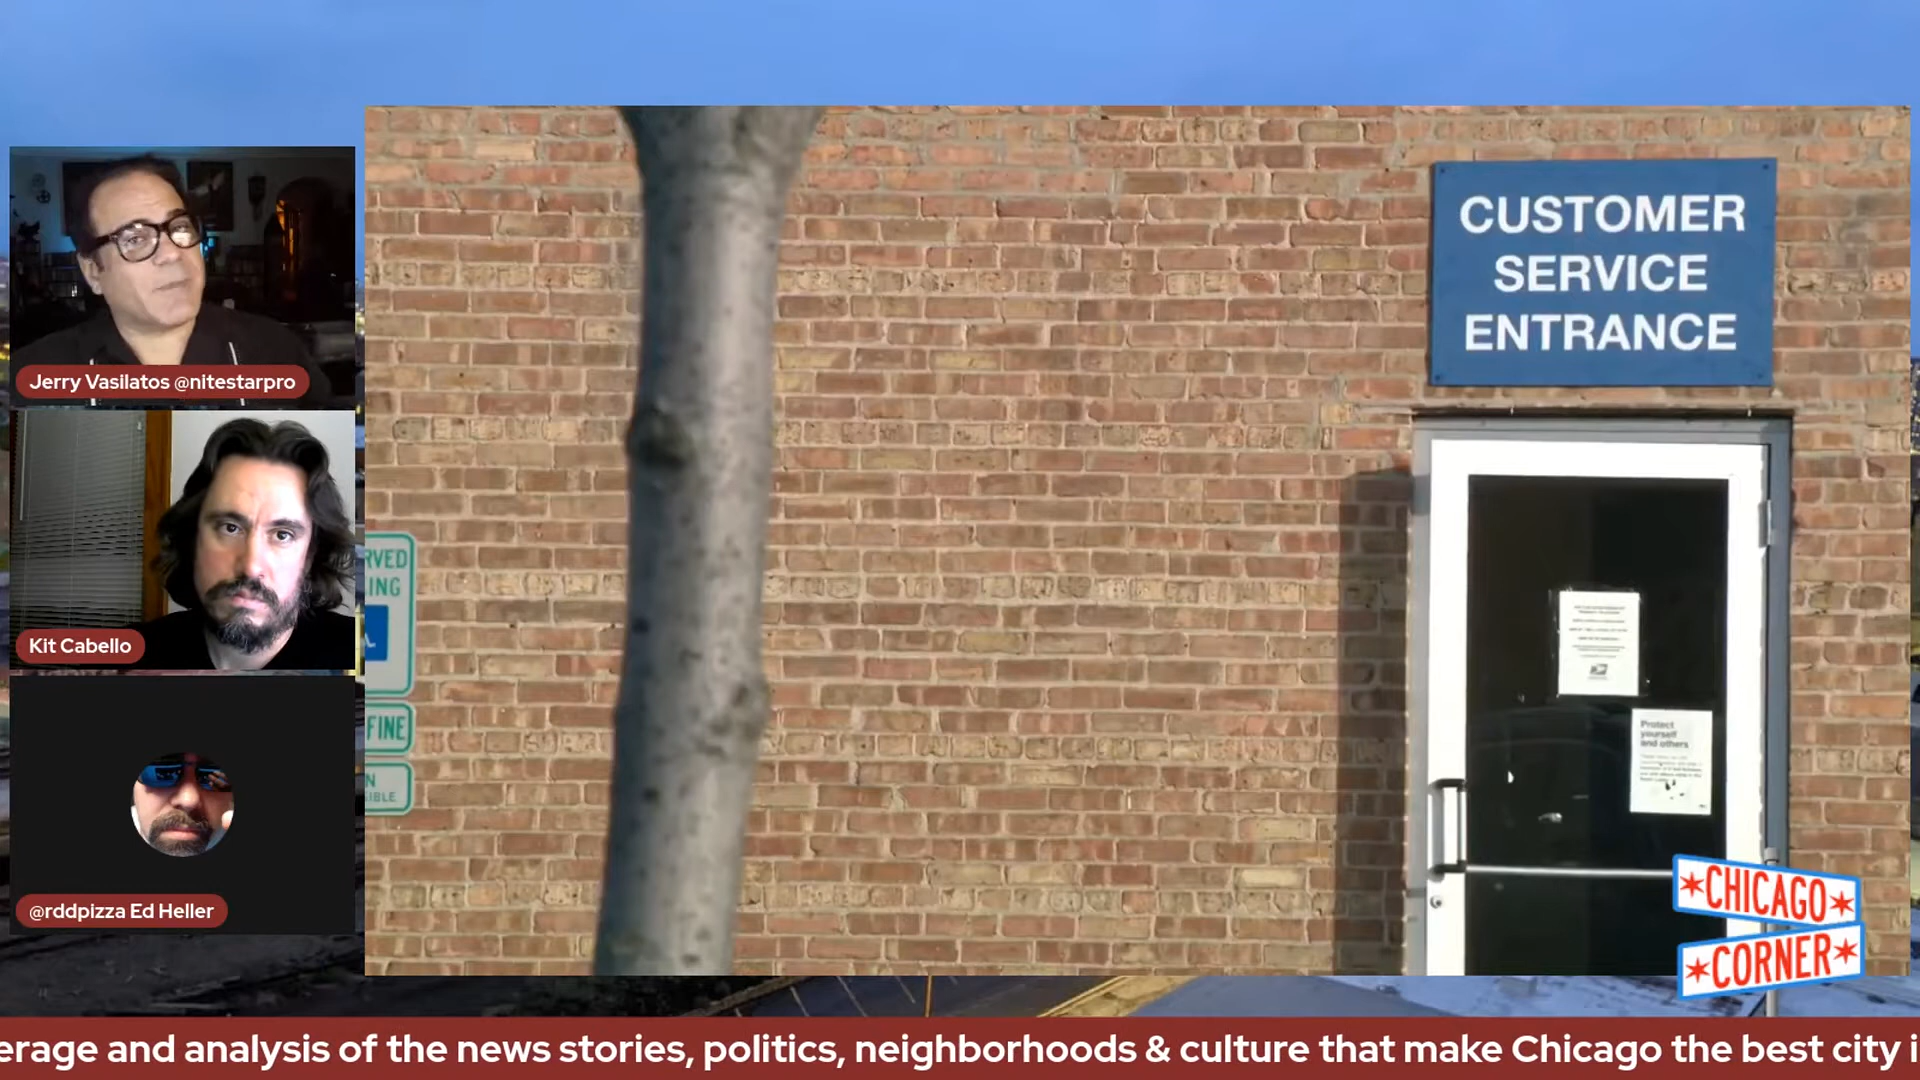 Jerry Vasilatos @nitestarpro
Kit Cabello
@rddpizza Ed Heller
RVED
ING
FINE
CUSTOMER
SERVICE
ENTRANCE
Protect
yourself
and others
CHICAGO
CORNER
erage and analysis of the news stories, politics, neighborhoods & culture that make Chicago the best city i